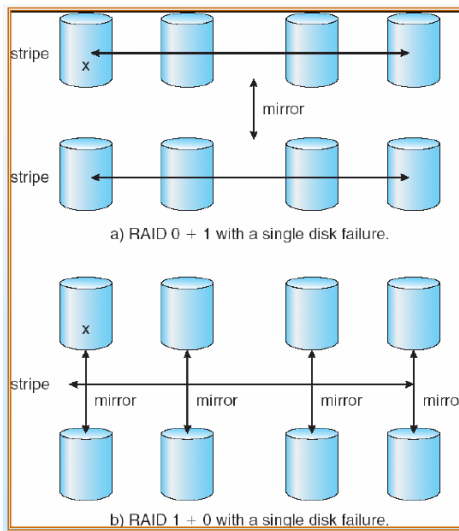 stripe
x
mirror
stripe
a) RAID 0 + 1 with a single disk failure.
x
stripe
mirror mirror mirror mirro
b) RAID 1 + 0 with a single disk failure.